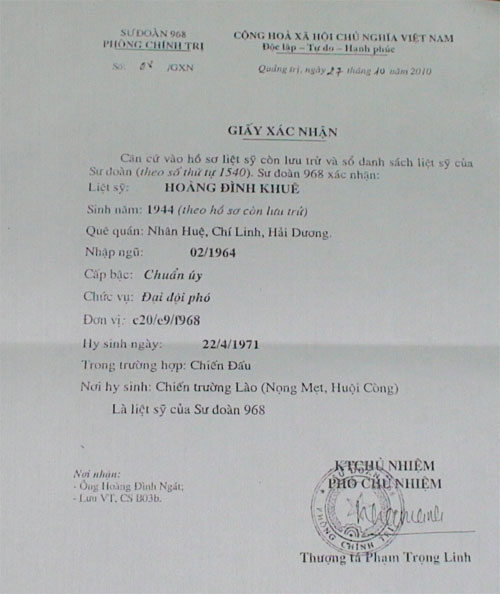 SƯ ĐOÀN 968
PHÒNG CHÍNH TRỊ
Số: 08 /GXN
CỘNG HOÀ XÃ HỘI CHỦ NGHĨA VIỆT NAM
Độc lập – Tự do – Hạnh phúc
Quảng trị, ngày 27 tháng 10 năm 2010
GIẤY XÁC NHẬN
Căn cứ vào hồ sơ liệt sỹ còn lưu trữ và sổ danh sách liệt sỹ của
Sư đoàn (theo số thứ tự 1540). Sư đoàn 968 xác nhận:
Liệt sỹ: HOÀNG ĐÌNH KHUÊ
Sinh năm: 1944 (theo hồ sơ còn lưu trữ)
Quê quán: Nhân Huệ, Chí Linh, Hải Dương.
Nhập ngũ: 02/1964
Cấp bậc: Chuẩn úy
Chức vụ: Đại đội phó
Đơn vị: c20/e9/f968
Hy sinh ngày: 22/4/1971
Trong trường hợp: Chiến Đấu
Nơi hy sinh: Chiến trường Lào (Nọng Mẹt, Huội Còng)
Là liệt sỹ của Sư đoàn 968
Nơi nhận:
- Ông Hoàng Đình Ngát;
- Lưu VT, CS B03b.
KT CHỦ NHIỆM
PHÓ CHỦ NHIỆM
SƯ ĐOÀN
PHÒNG CHÍNH TRỊ
Thượng tá Phạm Trọng Linh